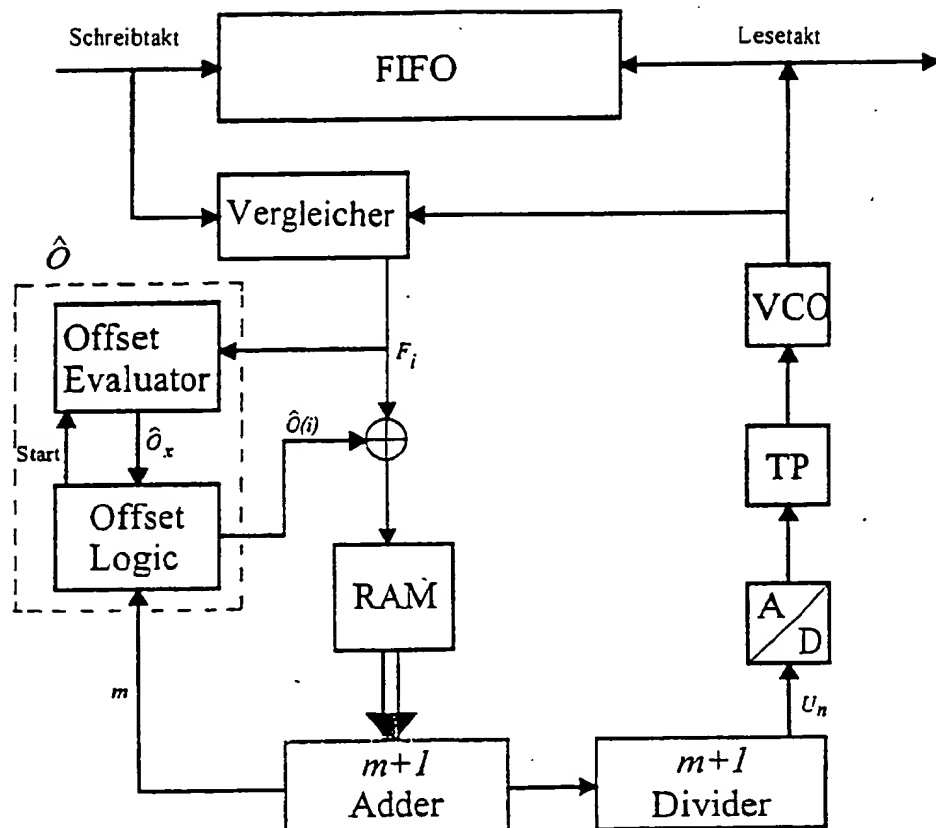 Schreibtakt
FIFO
Lesetakt
Vergleicher
Ô
Offset
Evaluator
F_i
VCO
Start
Ô_x
Ô(i)
TP
Offset
Logic
RAM
A
D
m
U_n
m+1
Adder
m+1
Divider